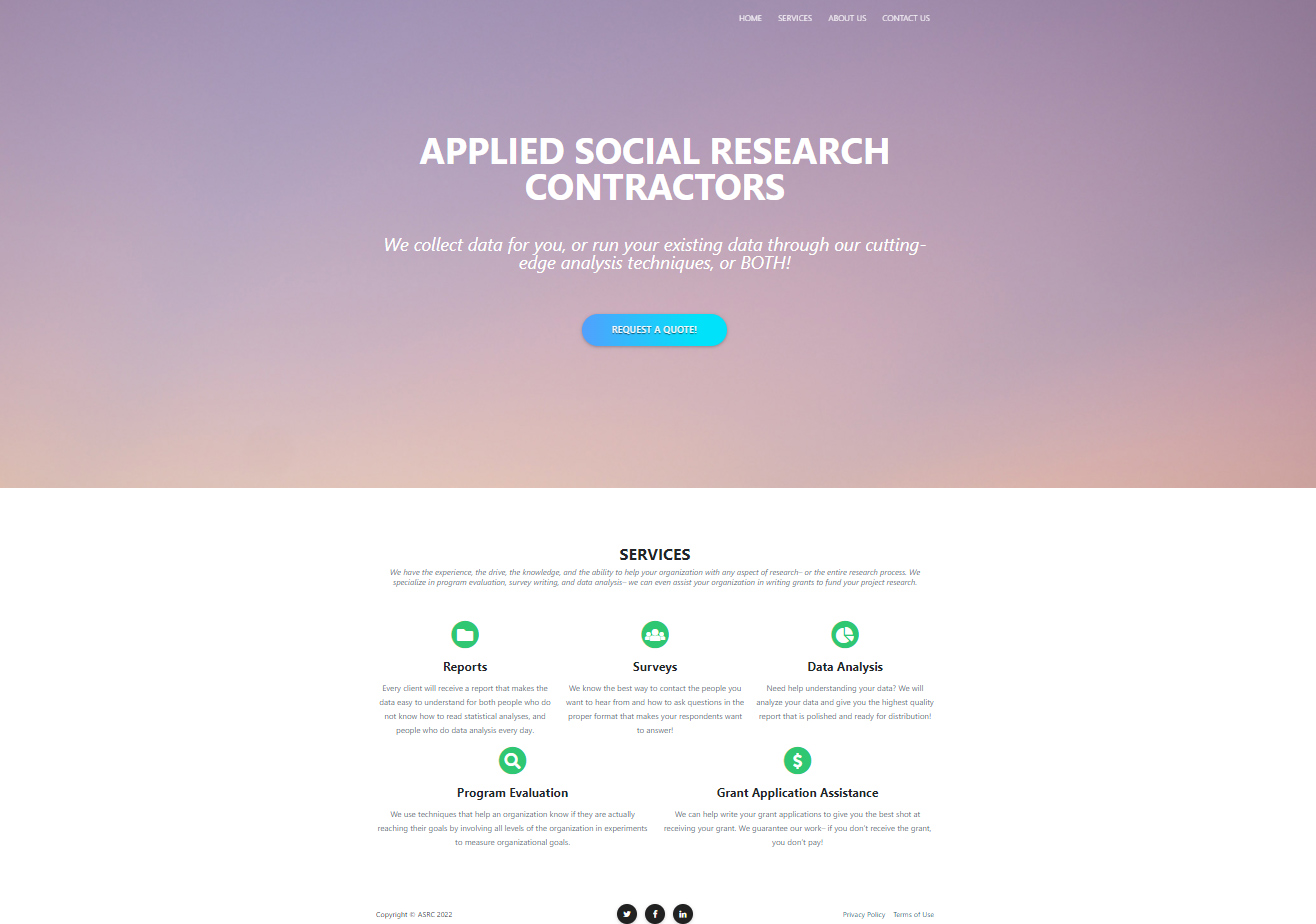 HOME SERVICES ABOUT US CONTACT US
APPLIED SOCIAL RESEARCH
CONTRACTORS
We collect data for you, or run your existing data through our cutting-
edge analysis techniques, or BOTH!
REQUEST A QUOTE!
SERVICES
We have the experience, the drive, the knowledge, and the ability to help your organization with any aspect of research– or the entire research process. We
specialize in program evaluation, survey writing, and data analysis– we can even assist your organization in writing grants to fund your project research.
Reports
Every client will receive a report that makes the
data easy to understand for both people who do
not know how to read statistical analyses, and
people who do data analysis every day.
Surveys
We know the best way to contact the people you
want to hear from and how to ask questions in the
proper format that makes your respondents want
to answer!
Data Analysis
Need help understanding your data? We will
analyze your data and give you the highest quality
report that is polished and ready for distribution!
Program Evaluation
We use techniques that help an organization know if they are actually
reaching their goals by involving all levels of the organization in experiments
to measure organizational goals.
Grant Application Assistance
We can help write your grant applications to give you the best shot at
receiving your grant. We guarantee our work– if you don't receive the grant,
you don't pay!
Copyright © ASRC 2022
Privacy Policy Terms of Use